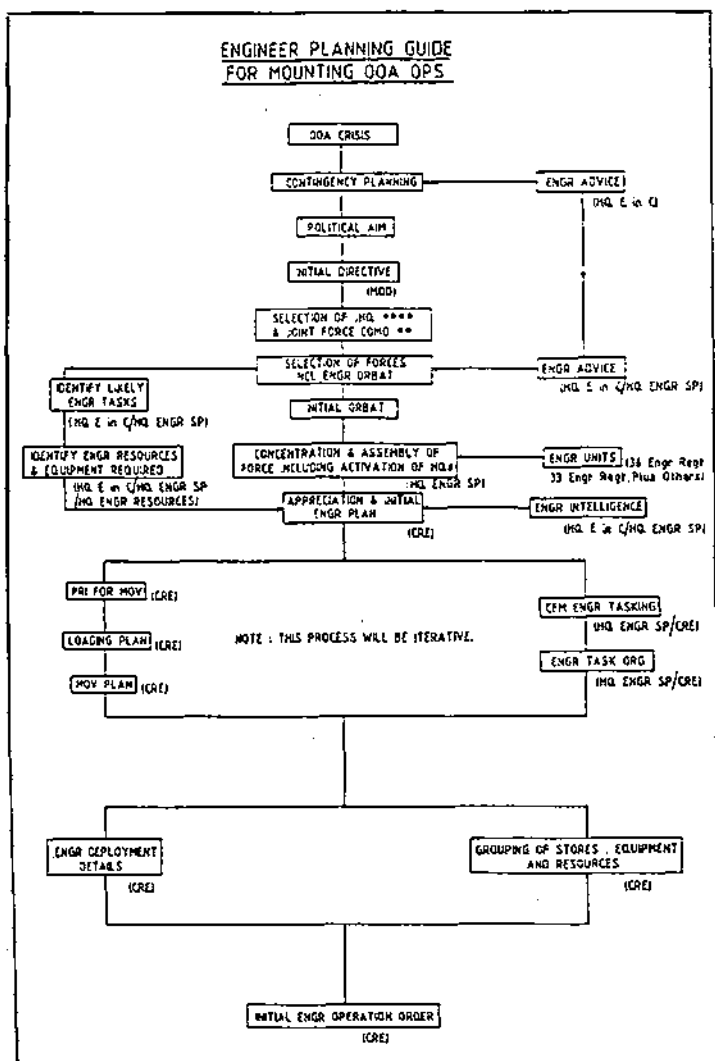 ENGINEER PLANNING GUIDE
FOR MOUNTING OOA OPS
OOA CRISIS
CONTINGENCY PLANNING
ENGR ADVICE
(HQ E in C)
POLITICAL AIM
INITIAL DIRECTIVE
(MOD)
SELECTION OF JHQ ****
& JOINT FORCE COMD **
SELECTION OF FORCES
INCL ENGR ORBAT
ENGR ADVICE
(HQ E in C/HQ ENGR SP)
IDENTIFY LIKELY
ENGR TASKS
(HQ E in C/HQ ENGR SP)
INITIAL ORBAT
IDENTIFY ENGR RESOURCES
& EQUIPMENT REQUIRED
(HQ E in C/HQ ENGR SP
/HQ ENGR RESOURCES)
CONCENTRATION & ASSEMBLY OF
FORCE INCLUDING ACTIVATION OF HQs
(HQ ENGR SP)
ENGR UNITS (36 Engr Regt
33 Engr Regt, Plus Others)
APPRECIATION & INITIAL
ENGR PLAN
(CRE)
ENGR INTELLIGENCE
(HQ E in C/HQ ENGR SP)
PRI FOR MOV (CRE)
LOADING PLAN (CRE)
MOV PLAN (CRE)
NOTE : THIS PROCESS WILL BE ITERATIVE.
CFM ENGR TASKING
(HQ ENGR SP/CRE)
ENGR TASK ORG
(HQ ENGR SP/CRE)
ENGR DEPLOYMENT
DETAILS
(CRE)
GROUPING OF STORES , EQUIPMENT
AND RESOURCES
(CRE)
INITIAL ENGR OPERATION ORDER
(CRE)